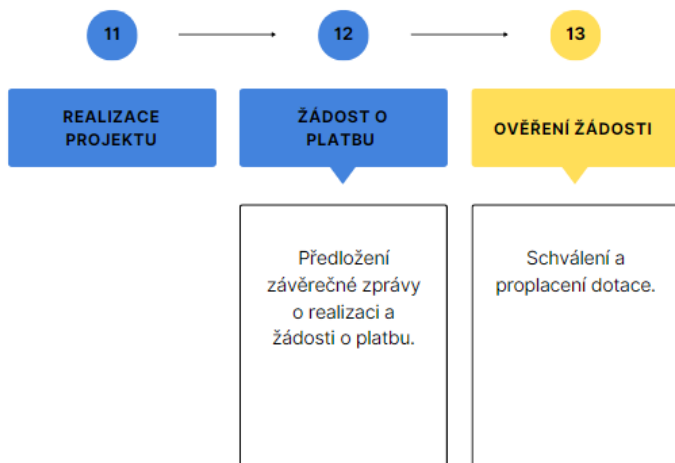 11
12
13
REALIZACE
PROJEKTU
ŽÁDOST O
PLATBU
OVĚŘENÍ ŽÁDOSTI
Předložení
závěrečné zprávy
o realizaci a
žádosti o platbu.
Schválení a
proplacení dotace.